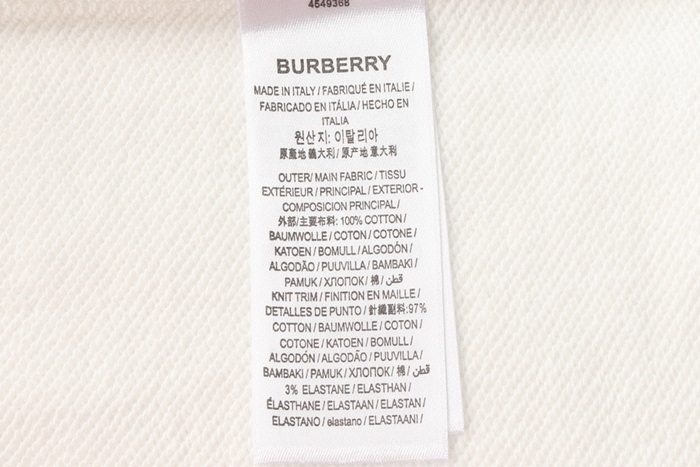 4549368
BURBERRY
MADE IN ITALY / FABRIQUÉ EN ITALIE /
FABRICADO EN ITÁLIA / HECHO EN
ITALIA
원산지: 이탈리아
原產地 義大利 / 原产地 意大利
OUTER/ MAIN FABRIC / TISSU
EXTÉRIEUR / PRINCIPAL / EXTERIOR -
COMPOSICION PRINCIPAL /
外部/主要布料: 100% COTTON /
BAUMWOLLE / COTON / COTONE /
KATOEN / BOMULL / ALGODÓN /
ALGODÃO / PUUVILLA / BAMBAKI /
PAMUK / ХЛОПОК / 棉 / قطن /
KNIT TRIM / FINITION EN MAILLE /
DETALLES DE PUNTO / 針織副料:97%
COTTON / BAUMWOLLE / COTON /
COTONE / KATOEN / BOMULL /
ALGODÓN / ALGODÃO / PUUVILLA /
BAMBAKI / PAMUK / ХЛОПОК / 棉 / قطن
3% ELASTANE / ELASTHAN /
ÉLASTHANE / ELASTAAN / ELASTAN /
ELASTANO / elastano / ELASTAANI /